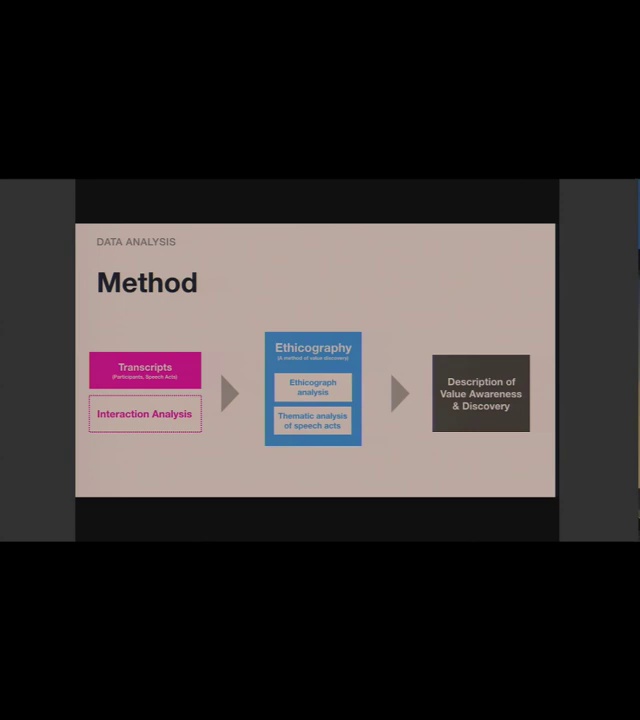 DATA ANALYSIS
Method
Transcripts
(Participants, Speech Acts)
Interaction Analysis
Ethicography
(A method of value discovery)
Ethicograph
analysis
Thematic analysis
of speech acts
Description of
Value Awareness
& Discovery